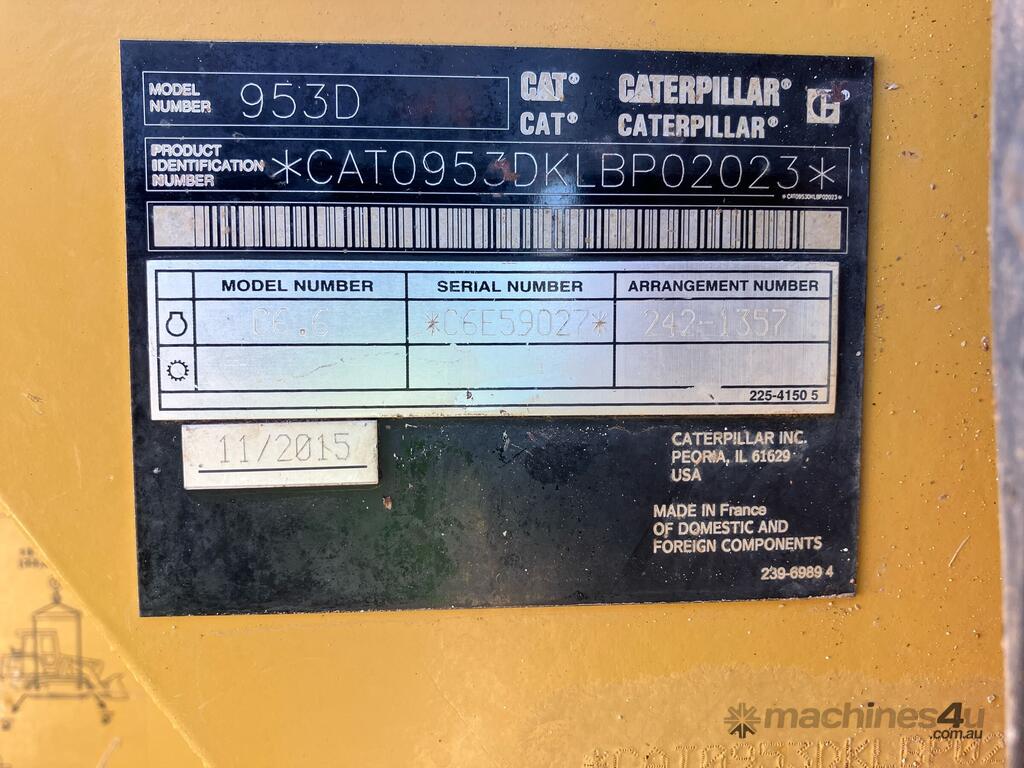 MODEL
NUMBER 953D
CAT® CATERPILLAR®
CAT® CATERPILLAR®
PRODUCT
IDENTIFICATION
NUMBER *CAT0953DKLBP02023*
*CAT0953DKLBP02023*
MODEL NUMBER SERIAL NUMBER ARRANGEMENT NUMBER
C6.6 *C6E59027* 242-1357
225-4150 5
11/2015
CATERPILLAR INC.
PEORIA, IL 61629
USA
MADE IN France
OF DOMESTIC AND
FOREIGN COMPONENTS
239-6989 4
machines4u
.com.au
*CAT0953DKLBP02